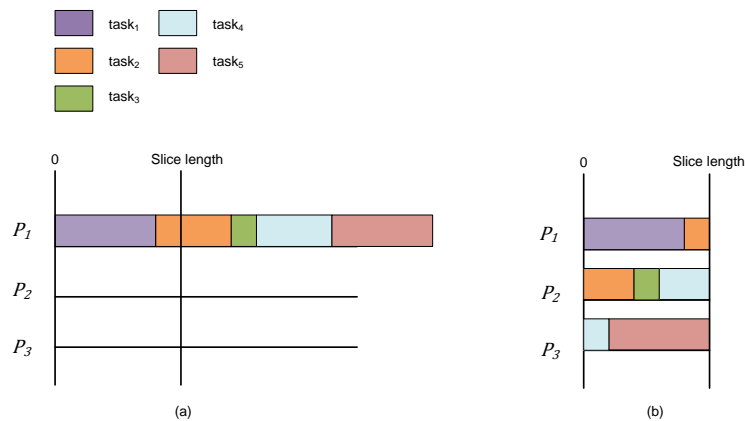 task₁ task₄
task₂ task₅
task₃
0 Slice length
P₁
P₂
P₃
(a)
0 Slice length
P₁
P₂
P₃
(b)